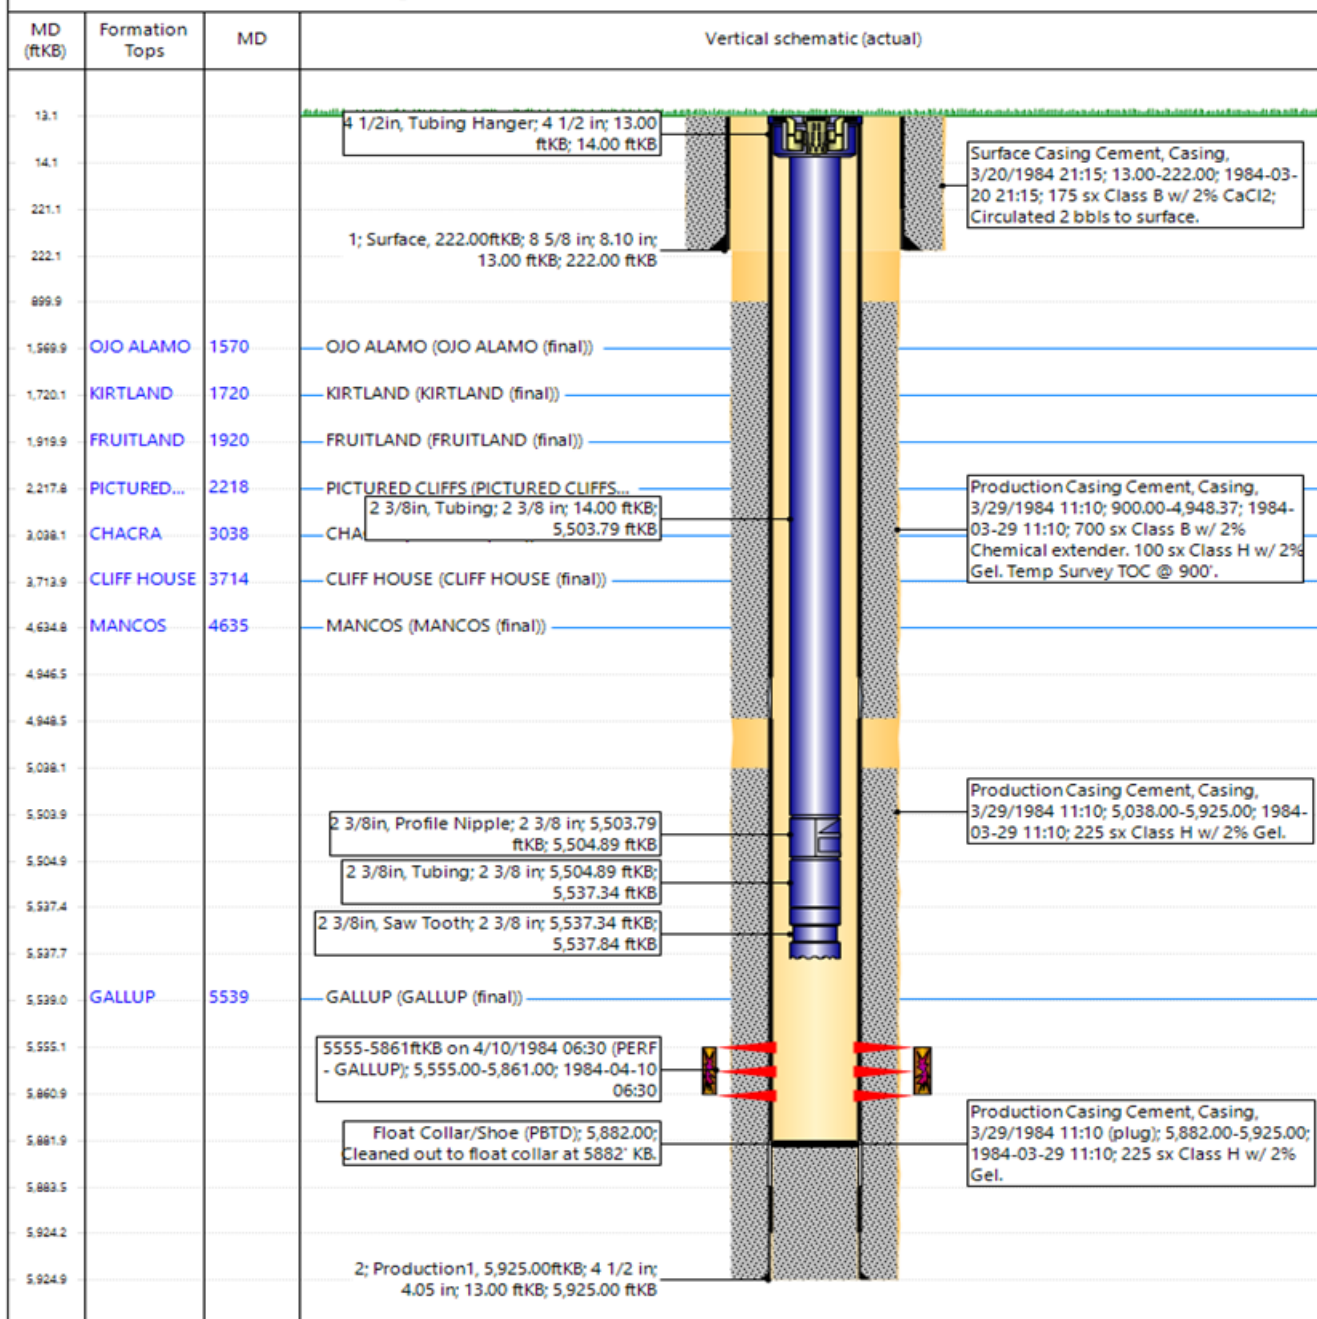 MD
(ftKB)
Formation
Tops
MD
Vertical schematic (actual)
13.1
4 1/2in, Tubing Hanger; 4 1/2 in; 13.00
ftKB; 14.00 ftKB
14.1
Surface Casing Cement, Casing,
3/20/1984 21:15; 13.00-222.00; 1984-03-
20 21:15; 175 sx Class B w/ 2% CaCl2;
Circulated 2 bbls to surface.
221.1
1; Surface, 222.00ftKB; 8 5/8 in; 8.10 in;
13.00 ftKB; 222.00 ftKB
222.1
899.9
1,569.9
OJO ALAMO
1570
OJO ALAMO (OJO ALAMO (final))
1,720.1
KIRTLAND
1720
KIRTLAND (KIRTLAND (final))
1,919.9
FRUITLAND
1920
FRUITLAND (FRUITLAND (final))
2,217.8
PICTURED...
2218
PICTURED CLIFFS (PICTURED CLIFFS...
2 3/8in, Tubing; 2 3/8 in; 14.00 ftKB;
5,503.79 ftKB
Production Casing Cement, Casing,
3/29/1984 11:10; 900.00-4,948.37; 1984-
03-29 11:10; 700 sx Class B w/ 2%
Chemical extender. 100 sx Class H w/ 2%
Gel. Temp Survey TOC @ 900'.
3,038.1
CHACRA
3038
3,713.9
CLIFF HOUSE
3714
CLIFF HOUSE (CLIFF HOUSE (final))
4,634.8
MANCOS
4635
MANCOS (MANCOS (final))
4,946.5
4,948.5
5,038.1
Production Casing Cement, Casing,
3/29/1984 11:10; 5,038.00-5,925.00; 1984-
03-29 11:10; 225 sx Class H w/ 2% Gel.
5,503.9
2 3/8in, Profile Nipple; 2 3/8 in; 5,503.79
ftKB; 5,504.89 ftKB
5,504.9
2 3/8in, Tubing; 2 3/8 in; 5,504.89 ftKB;
5,537.34 ftKB
5,537.4
2 3/8in, Saw Tooth; 2 3/8 in; 5,537.34 ftKB;
5,537.84 ftKB
5,537.7
5,539.0
GALLUP
5539
GALLUP (GALLUP (final))
5,555.1
5555-5861ftKB on 4/10/1984 06:30 (PERF
- GALLUP); 5,555.00-5,861.00; 1984-04-10
06:30
5,860.9
5,881.9
Float Collar/Shoe (PBTD); 5,882.00;
Cleaned out to float collar at 5882' KB.
Production Casing Cement, Casing,
3/29/1984 11:10 (plug); 5,882.00-5,925.00;
1984-03-29 11:10; 225 sx Class H w/ 2%
Gel.
5,883.5
5,924.2
5,924.9
2; Production1, 5,925.00ftKB; 4 1/2 in;
4.05 in; 13.00 ftKB; 5,925.00 ftKB